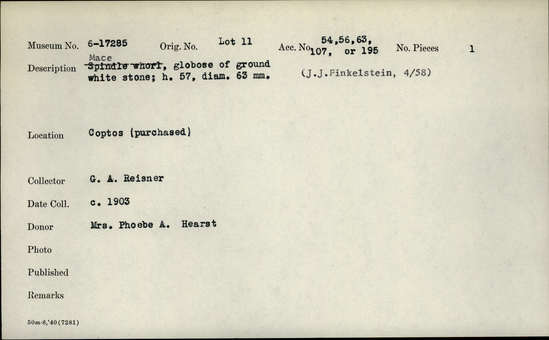 54,56,63,
Museum No. 6-17285 Orig. No. Lot 11 Acc. No. 107, or 195 No. Pieces 1
Mace
Description Spindle whorl, globose of ground
white stone; h. 57, diam. 63 mm. (J.J.Finkelstein, 4/58)
Location Coptos (purchased)
Collector G. A. Reisner
Date Coll. c. 1903
Donor Mrs. Phoebe A. Hearst
Photo
Published
Remarks
50m-8,'40(7281)